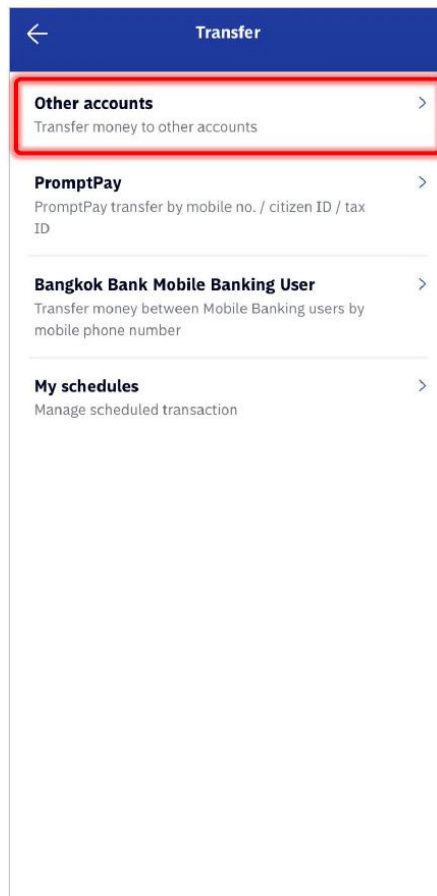 Transfer
Other accounts
Transfer money to other accounts
PromptPay
PromptPay transfer by mobile no. / citizen ID / tax
ID
Bangkok Bank Mobile Banking User
Transfer money between Mobile Banking users by
mobile phone number
My schedules
Manage scheduled transaction